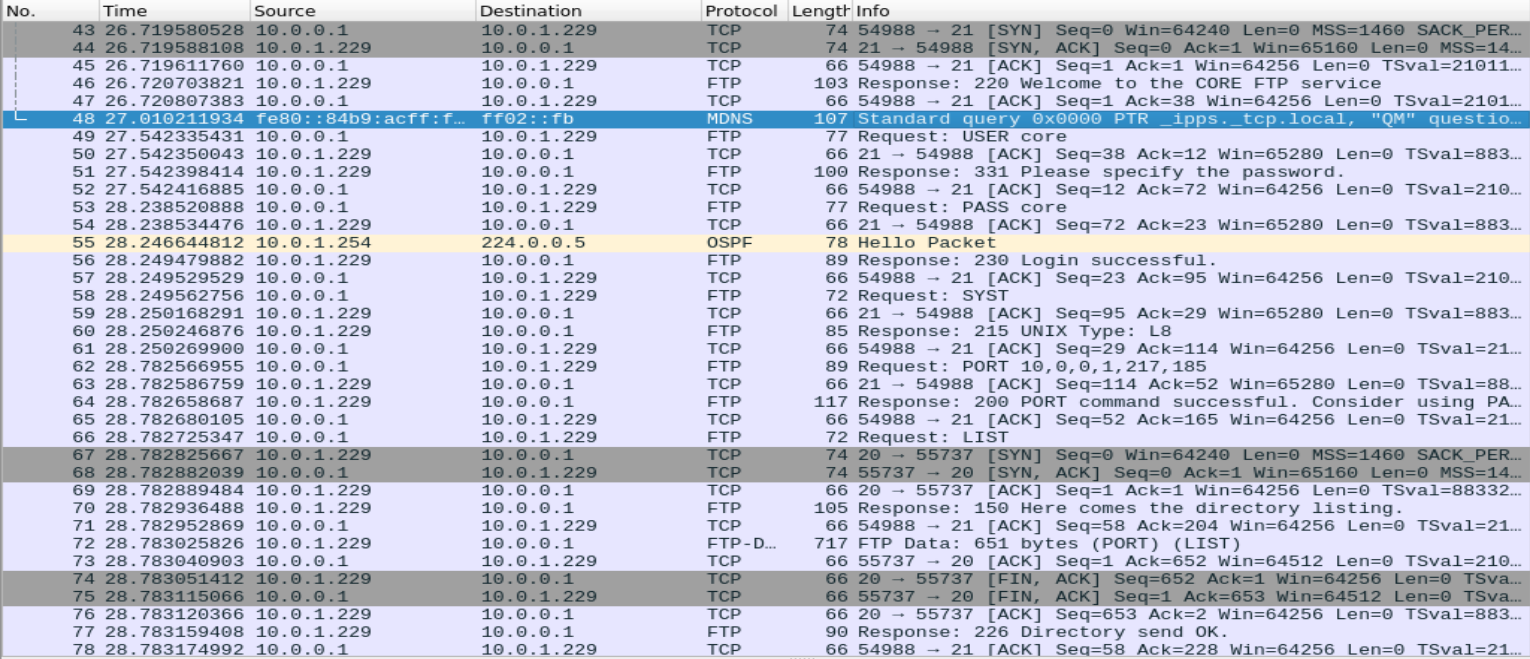 No. Time Source Destination Protocol Length Info
43 26.719580528 10.0.0.1 10.0.1.229 TCP 74 54988 → 21 [SYN] Seq=0 Win=64240 Len=0 MSS=1460 SACK_PER…
44 26.719588108 10.0.1.229 10.0.0.1 TCP 74 21 → 54988 [SYN, ACK] Seq=0 Ack=1 Win=65160 Len=0 MSS=14…
45 26.719611760 10.0.0.1 10.0.1.229 TCP 66 54988 → 21 [ACK] Seq=1 Ack=1 Win=64256 Len=0 TSval=21011…
46 26.720703821 10.0.1.229 10.0.0.1 FTP 103 Response: 220 Welcome to the CORE FTP service
47 26.720807383 10.0.0.1 10.0.1.229 TCP 66 54988 → 21 [ACK] Seq=1 Ack=38 Win=64256 Len=0 TSval=2101…
48 27.010211934 fe80::84b9:acff:f… ff02::fb MDNS 107 Standard query 0x0000 PTR _ipps._tcp.local, "QM" questio…
49 27.542335431 10.0.0.1 10.0.1.229 FTP 77 Request: USER core
50 27.542350043 10.0.1.229 10.0.0.1 TCP 66 21 → 54988 [ACK] Seq=38 Ack=12 Win=65280 Len=0 TSval=883…
51 27.542398414 10.0.1.229 10.0.0.1 FTP 100 Response: 331 Please specify the password.
52 27.542416885 10.0.0.1 10.0.1.229 TCP 66 54988 → 21 [ACK] Seq=12 Ack=72 Win=64256 Len=0 TSval=210…
53 28.238520888 10.0.0.1 10.0.1.229 FTP 77 Request: PASS core
54 28.238534476 10.0.1.229 10.0.0.1 TCP 66 21 → 54988 [ACK] Seq=72 Ack=23 Win=65280 Len=0 TSval=883…
55 28.246644812 10.0.1.254 224.0.0.5 OSPF 78 Hello Packet
56 28.249479882 10.0.1.229 10.0.0.1 FTP 89 Response: 230 Login successful.
57 28.249529529 10.0.0.1 10.0.1.229 TCP 66 54988 → 21 [ACK] Seq=23 Ack=95 Win=64256 Len=0 TSval=210…
58 28.249562756 10.0.0.1 10.0.1.229 FTP 72 Request: SYST
59 28.250168291 10.0.1.229 10.0.0.1 TCP 66 21 → 54988 [ACK] Seq=95 Ack=29 Win=65280 Len=0 TSval=883…
60 28.250246876 10.0.1.229 10.0.0.1 FTP 85 Response: 215 UNIX Type: L8
61 28.250269900 10.0.0.1 10.0.1.229 TCP 66 54988 → 21 [ACK] Seq=29 Ack=114 Win=64256 Len=0 TSval=21…
62 28.782566955 10.0.0.1 10.0.1.229 FTP 89 Request: PORT 10,0,0,1,217,185
63 28.782586759 10.0.1.229 10.0.0.1 TCP 66 21 → 54988 [ACK] Seq=114 Ack=52 Win=65280 Len=0 TSval=88…
64 28.782658687 10.0.1.229 10.0.0.1 FTP 117 Response: 200 PORT command successful. Consider using PA…
65 28.782680105 10.0.0.1 10.0.1.229 TCP 66 54988 → 21 [ACK] Seq=52 Ack=165 Win=64256 Len=0 TSval=21…
66 28.782725347 10.0.0.1 10.0.1.229 FTP 72 Request: LIST
67 28.782825667 10.0.1.229 10.0.0.1 TCP 74 20 → 55737 [SYN] Seq=0 Win=64240 Len=0 MSS=1460 SACK_PER…
68 28.782882039 10.0.0.1 10.0.1.229 TCP 74 55737 → 20 [SYN, ACK] Seq=0 Ack=1 Win=65160 Len=0 MSS=14…
69 28.782889484 10.0.1.229 10.0.0.1 TCP 66 20 → 55737 [ACK] Seq=1 Ack=1 Win=64256 Len=0 TSval=88332…
70 28.782936488 10.0.1.229 10.0.0.1 FTP 105 Response: 150 Here comes the directory listing.
71 28.782952869 10.0.0.1 10.0.1.229 TCP 66 54988 → 21 [ACK] Seq=58 Ack=204 Win=64256 Len=0 TSval=21…
72 28.783025826 10.0.1.229 10.0.0.1 FTP-D… 717 FTP Data: 651 bytes (PORT) (LIST)
73 28.783040903 10.0.0.1 10.0.1.229 TCP 66 55737 → 20 [ACK] Seq=1 Ack=652 Win=64512 Len=0 TSval=210…
74 28.783051412 10.0.1.229 10.0.0.1 TCP 66 20 → 55737 [FIN, ACK] Seq=652 Ack=1 Win=64256 Len=0 TSva…
75 28.783115066 10.0.0.1 10.0.1.229 TCP 66 55737 → 20 [FIN, ACK] Seq=1 Ack=653 Win=64512 Len=0 TSva…
76 28.783120366 10.0.1.229 10.0.0.1 TCP 66 20 → 55737 [ACK] Seq=653 Ack=2 Win=64256 Len=0 TSval=883…
77 28.783159408 10.0.1.229 10.0.0.1 FTP 90 Response: 226 Directory send OK.
78 28.783174992 10.0.0.1 10.0.1.229 TCP 66 54988 → 21 [ACK] Seq=58 Ack=228 Win=64256 Len=0 TSval=21…